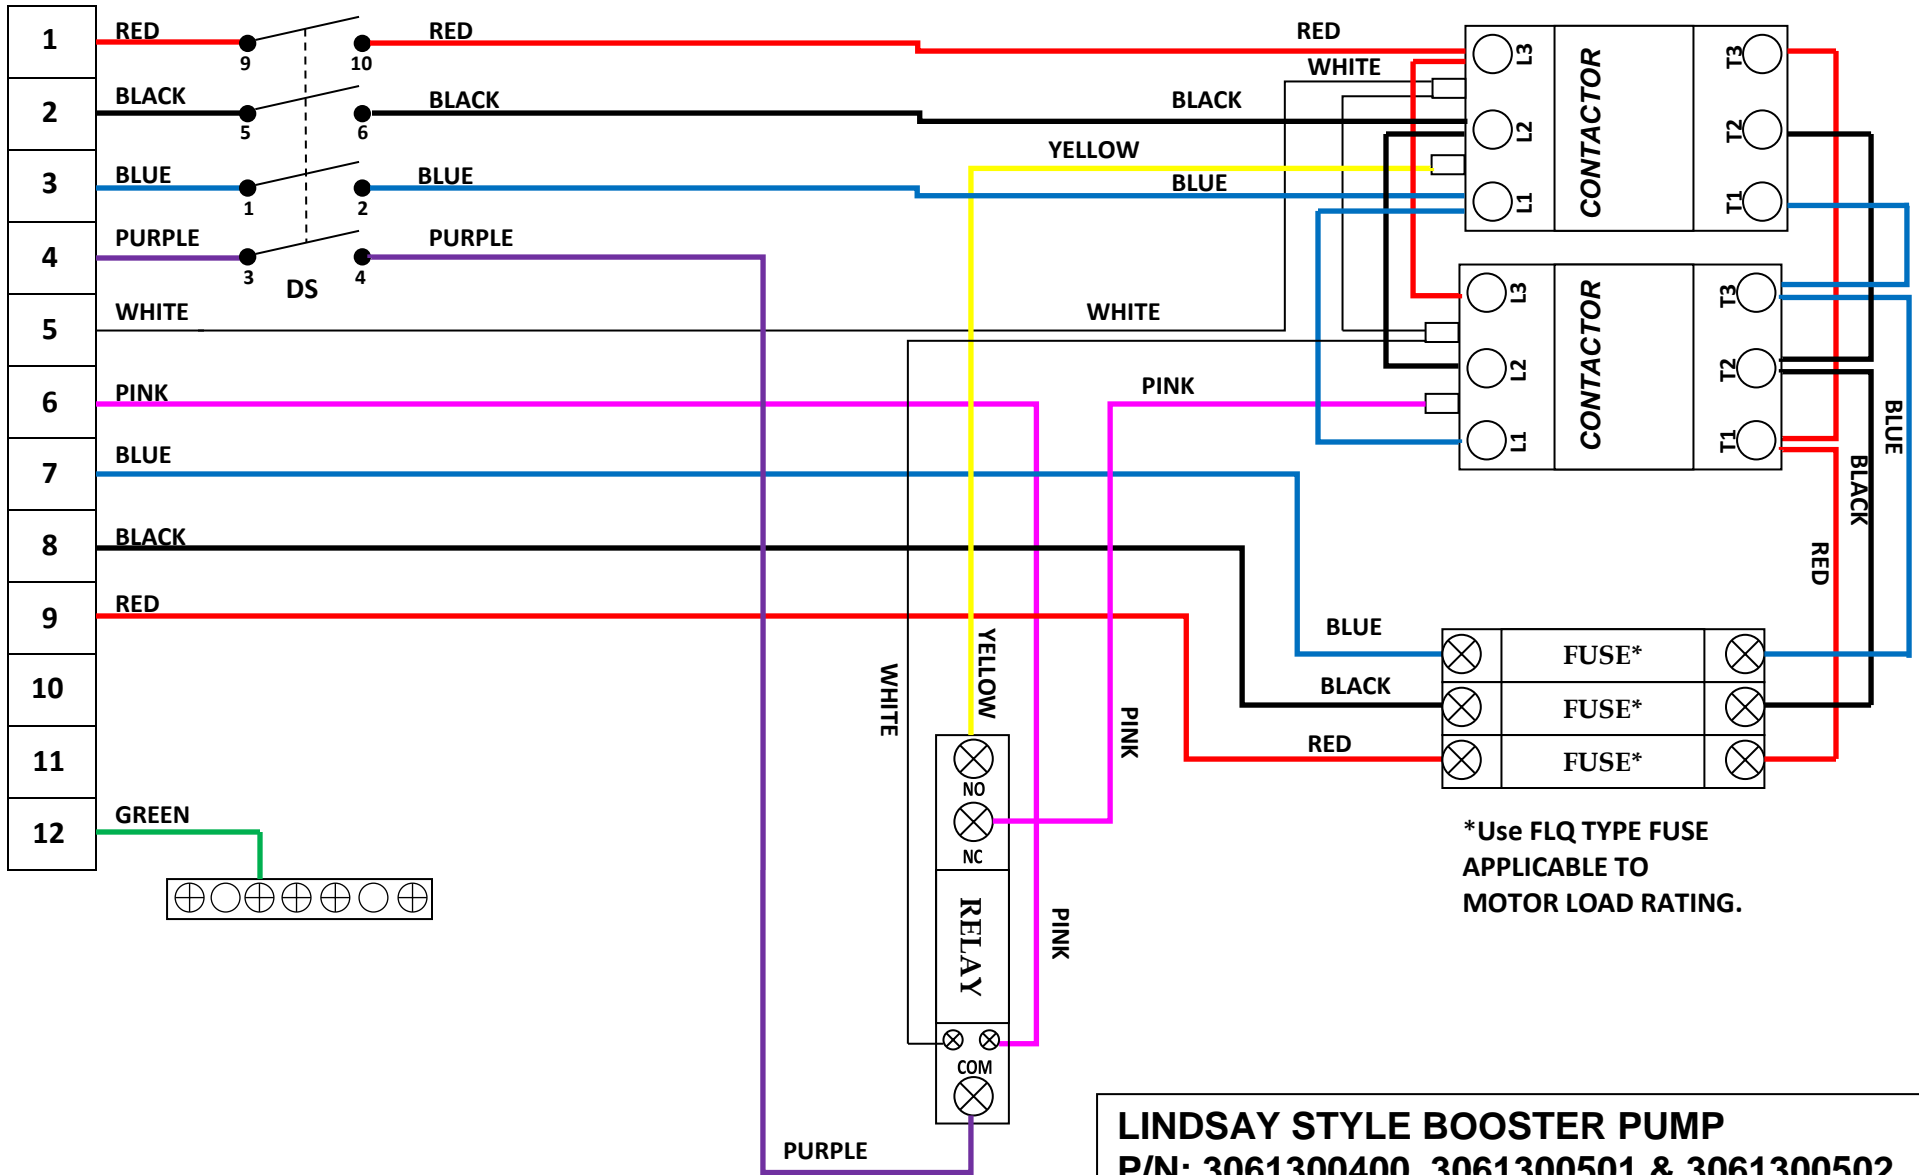 1
RED
9
10
RED
RED
2
BLACK
5
6
BLACK
BLACK
3
BLUE
1
2
BLUE
BLUE
4
PURPLE
3
4
PURPLE
DS
5
WHITE
WHITE
6
PINK
PINK
7
BLUE
8
BLACK
9
RED
10
11
12
GREEN
WHITE
YELLOW
L3
L2
L1
CONTACTOR
T3
T2
T1
L3
L2
L1
CONTACTOR
T3
T2
T1
BLUE
BLACK
RED
BLUE
FUSE*
BLACK
FUSE*
RED
FUSE*
*Use FLQ TYPE FUSE
APPLICABLE TO
MOTOR LOAD RATING.
WHITE
YELLOW
PINK
NO
NC
RELAY
PINK
COM
PURPLE
LINDSAY STYLE BOOSTER PUMP
P/N: 3061300400, 3061300501 & 3061300502